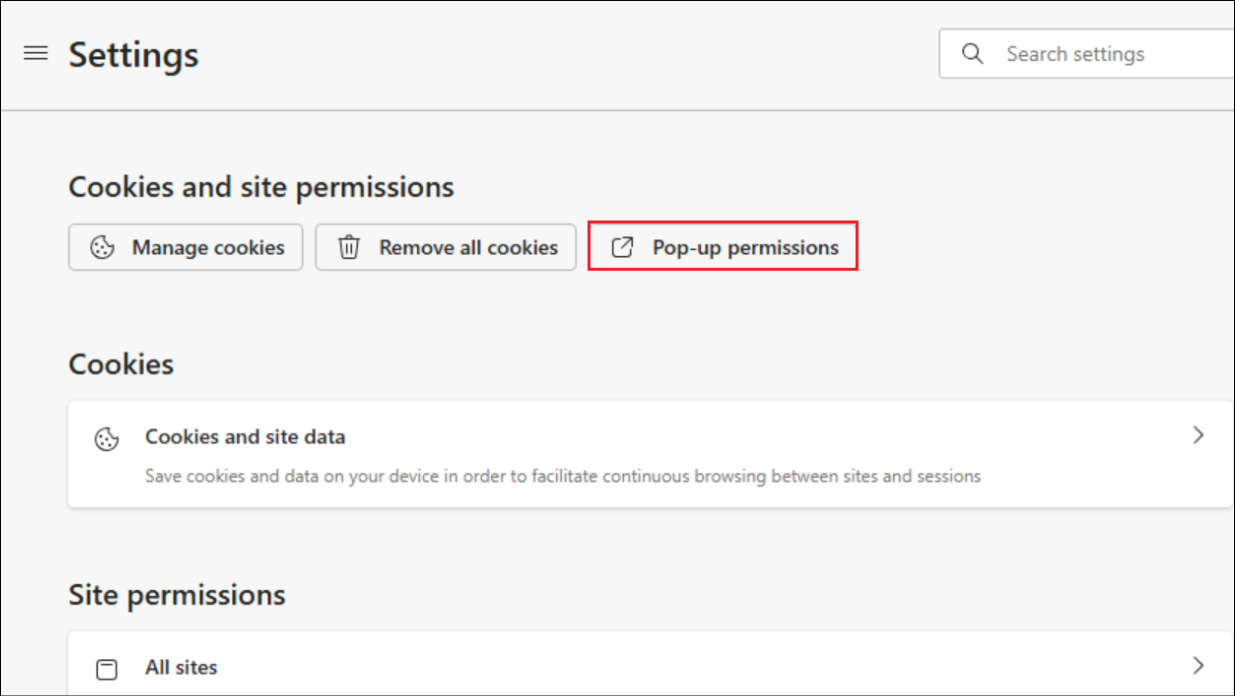 Settings
Search settings
Cookies and site permissions
Manage cookies
Remove all cookies
Pop-up permissions
Cookies
Cookies and site data
Save cookies and data on your device in order to facilitate continuous browsing between sites and sessions
Site permissions
All sites